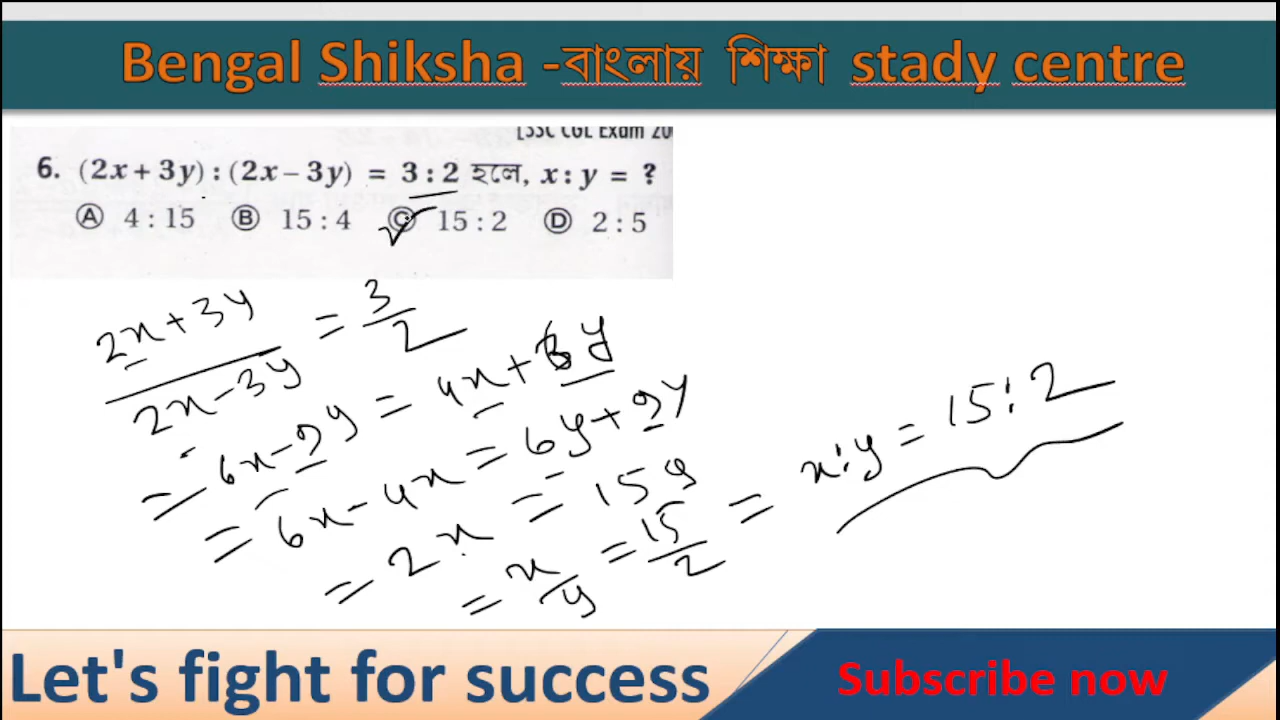 Bengal Shiksha -বাংলায় শিক্ষা stady centre
[SSC CGL Exam 20
6. (2x + 3y) : (2x – 3y) = 3 : 2 হলে, x : y = ?
Ⓐ 4 : 15 Ⓑ 15 : 4 Ⓒ 15 : 2 Ⓓ 2 : 5
2x+3y / 2x-3y = 3/2
= 6x-9y = 4x+6y
= 6x-4x = 6y+9y
= 2x = 15y
= x/y = 15/2 = x:y = 15:2
Let's fight for success
Subscribe now